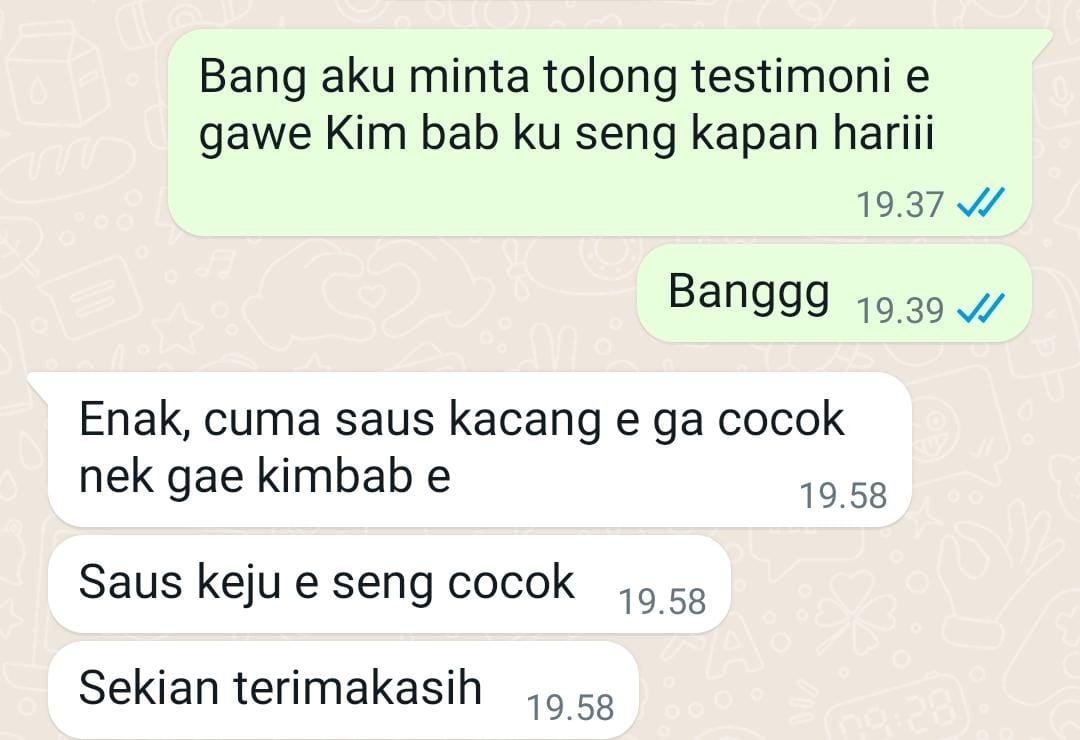 Bang aku minta tolong testimoni e
gawe Kim bab ku seng kapan hariii
19.37
Banggg 19.39
Enak, cuma saus kacang e ga cocok
nek gae kimbab e
19.58
Saus keju e seng cocok 19.58
Sekian terimakasih 19.58